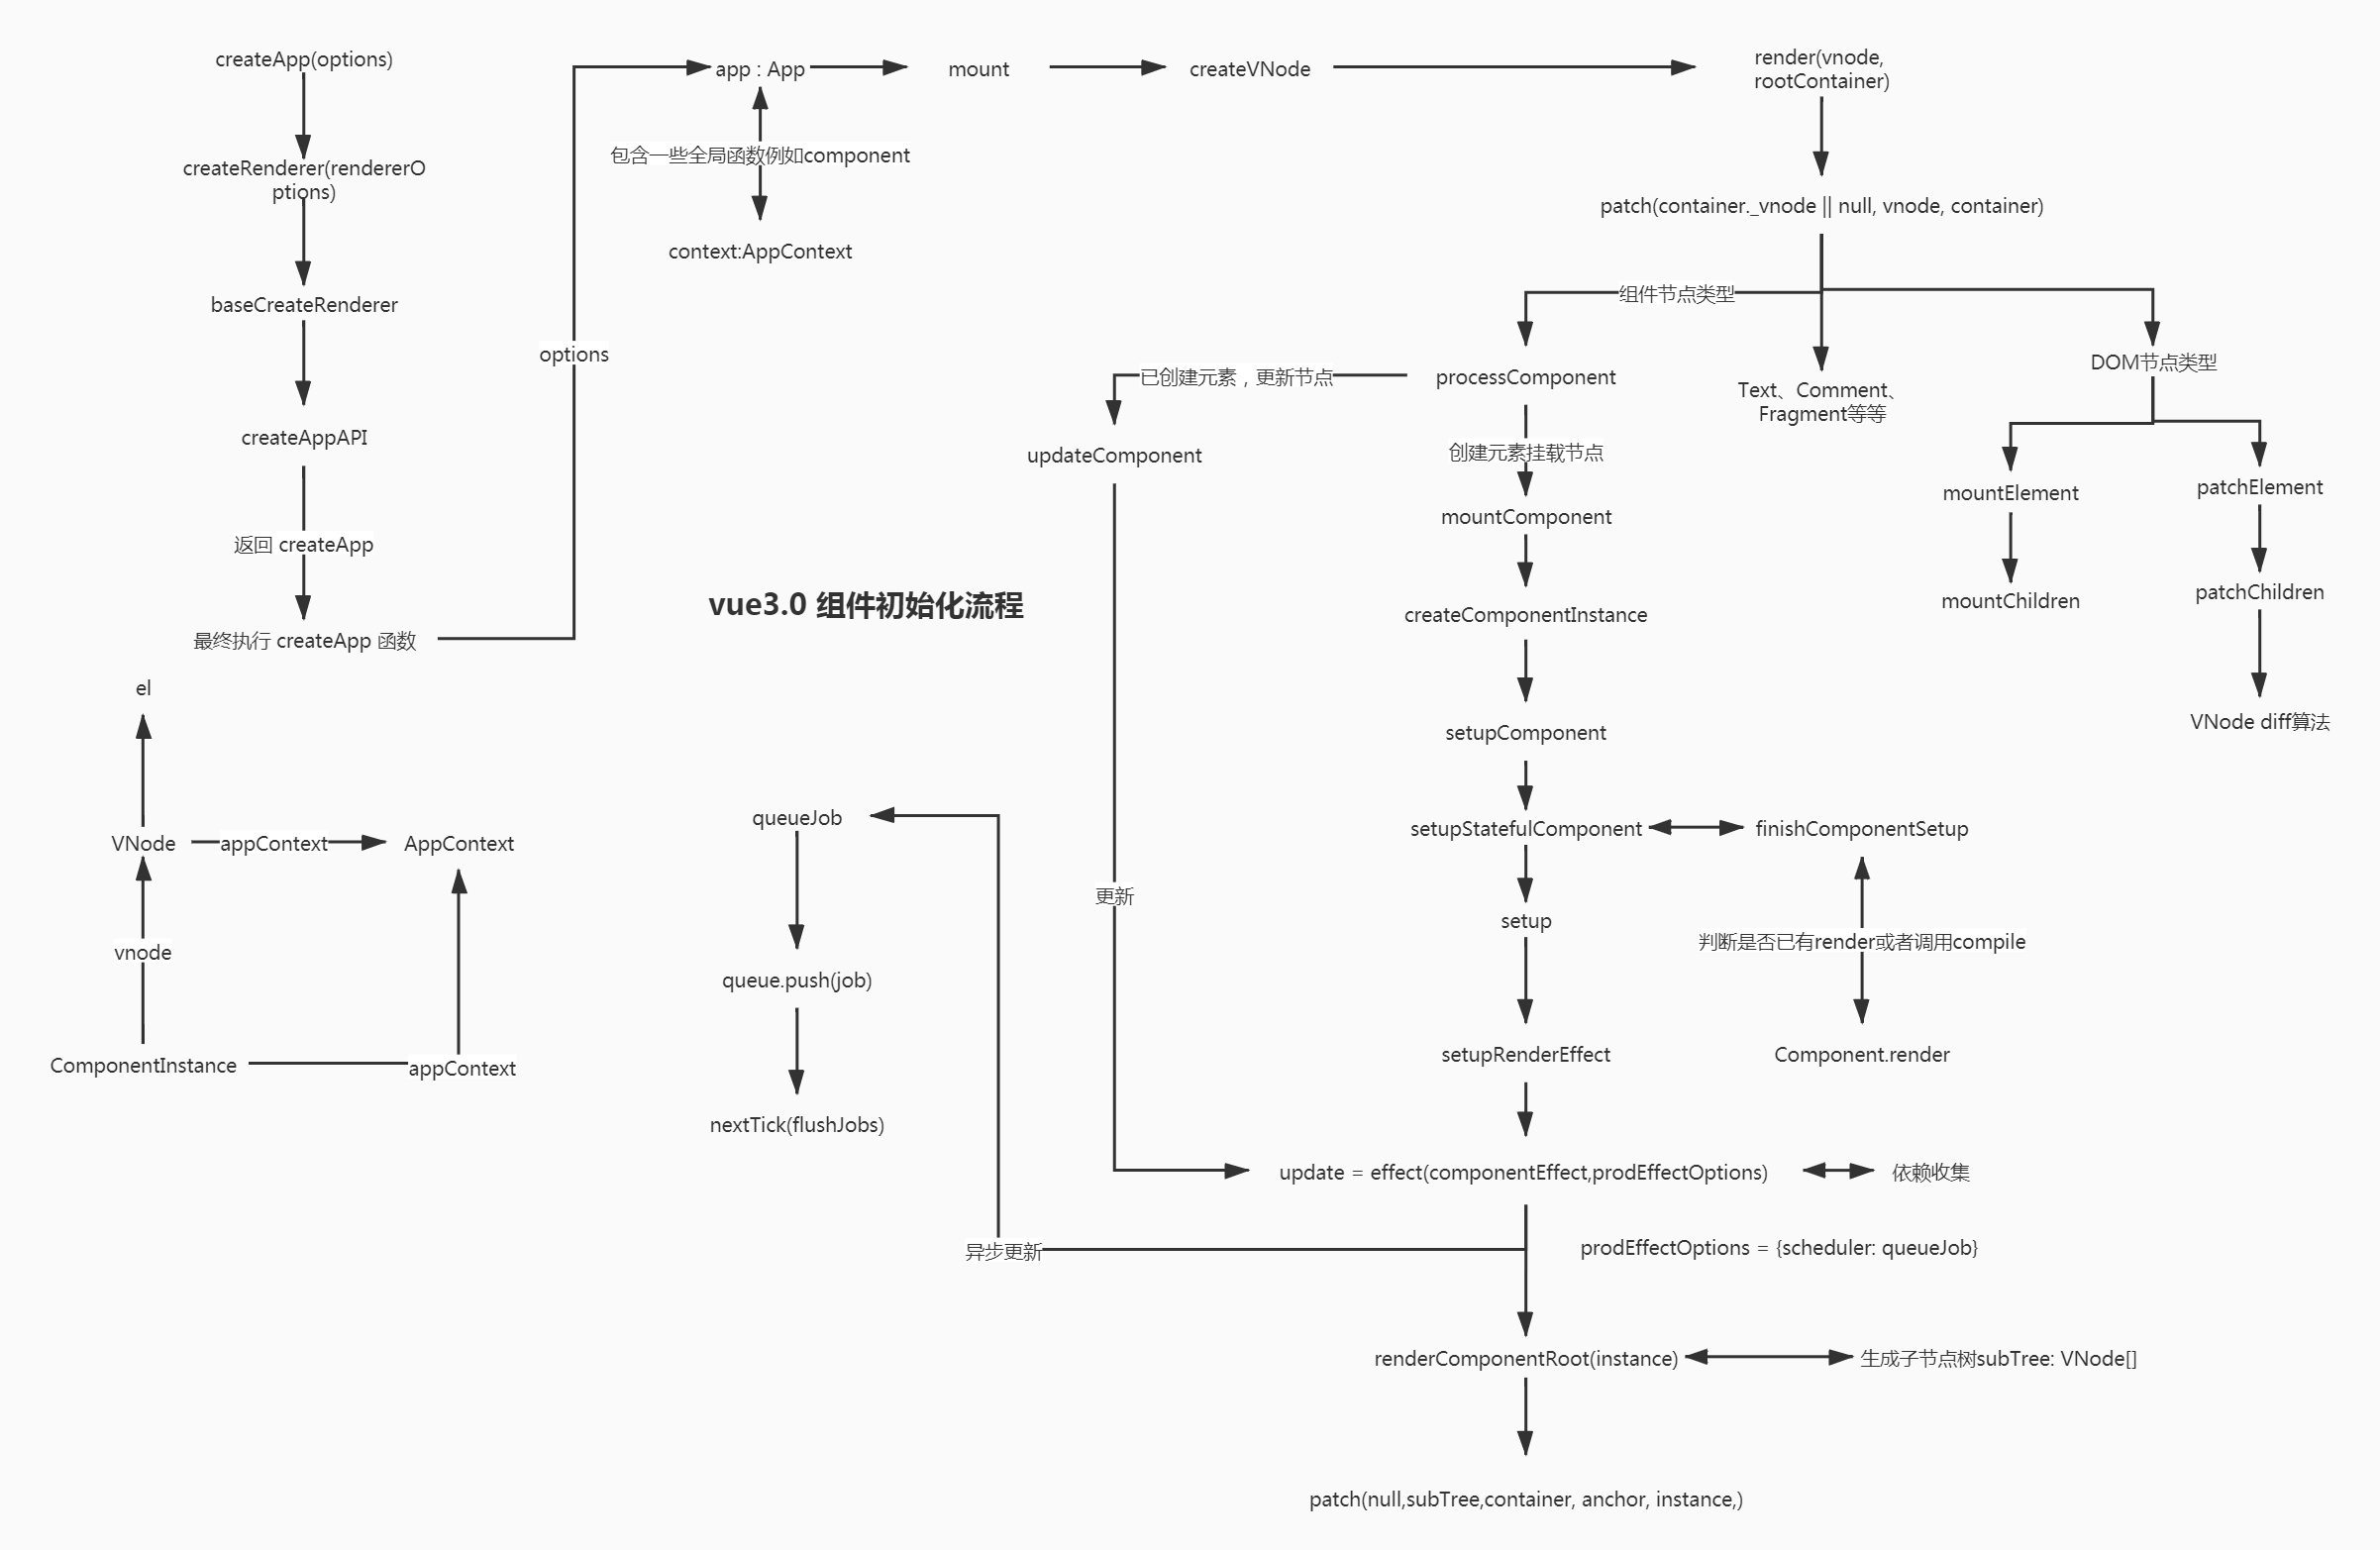 createApp(options)
createRenderer(rendererO
ptions)
baseCreateRenderer
createAppAPI
返回 createApp
最终执行 createApp 函数
options
app : App
包含一些全局函数例如component
context:AppContext
mount
createVNode
render(vnode,
rootContainer)
patch(container._vnode || null, vnode, container)
组件节点类型
processComponent
已创建元素，更新节点
updateComponent
更新
Text、Comment、
Fragment等等
DOM节点类型
mountElement
mountChildren
patchElement
patchChildren
VNode diff算法
创建元素挂载节点
mountComponent
createComponentInstance
setupComponent
setupStatefulComponent
finishComponentSetup
判断是否已有render或者调用compile
Component.render
setup
setupRenderEffect
update = effect(componentEffect,prodEffectOptions)
依赖收集
异步更新
prodEffectOptions = {scheduler: queueJob}
renderComponentRoot(instance)
生成子节点树subTree: VNode[]
patch(null,subTree,container, anchor, instance,)
vue3.0 组件初始化流程
queueJob
queue.push(job)
nextTick(flushJobs)
el
VNode
appContext
AppContext
vnode
ComponentInstance
appContext